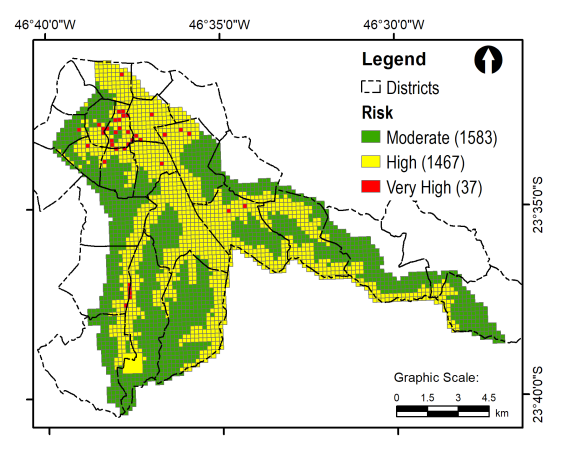 46°40'0"W 46°35'0"W 46°30'0"W
Legend
Districts
Risk
Moderate (1583)
High (1467)
Very High (37)
23°35'0"S
Graphic Scale:
0 1.5 3 4.5
km
23°40'0"S